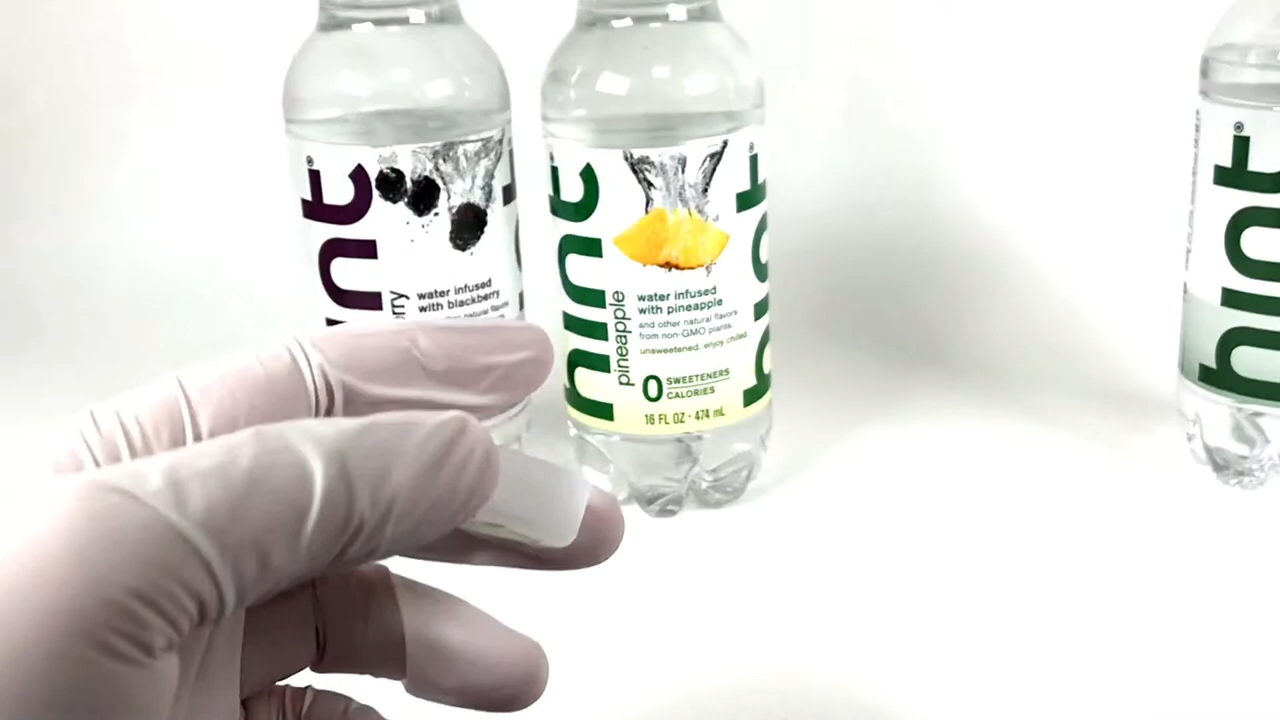 hint®
water infused
with blackberry
hint®
pineapple
water infused
with pineapple
and other natural flavors
from non-GMO plants.
unsweetened. enjoy chilled.
0 SWEETENERS
CALORIES
16 FL OZ - 474 mL
hint
hint®